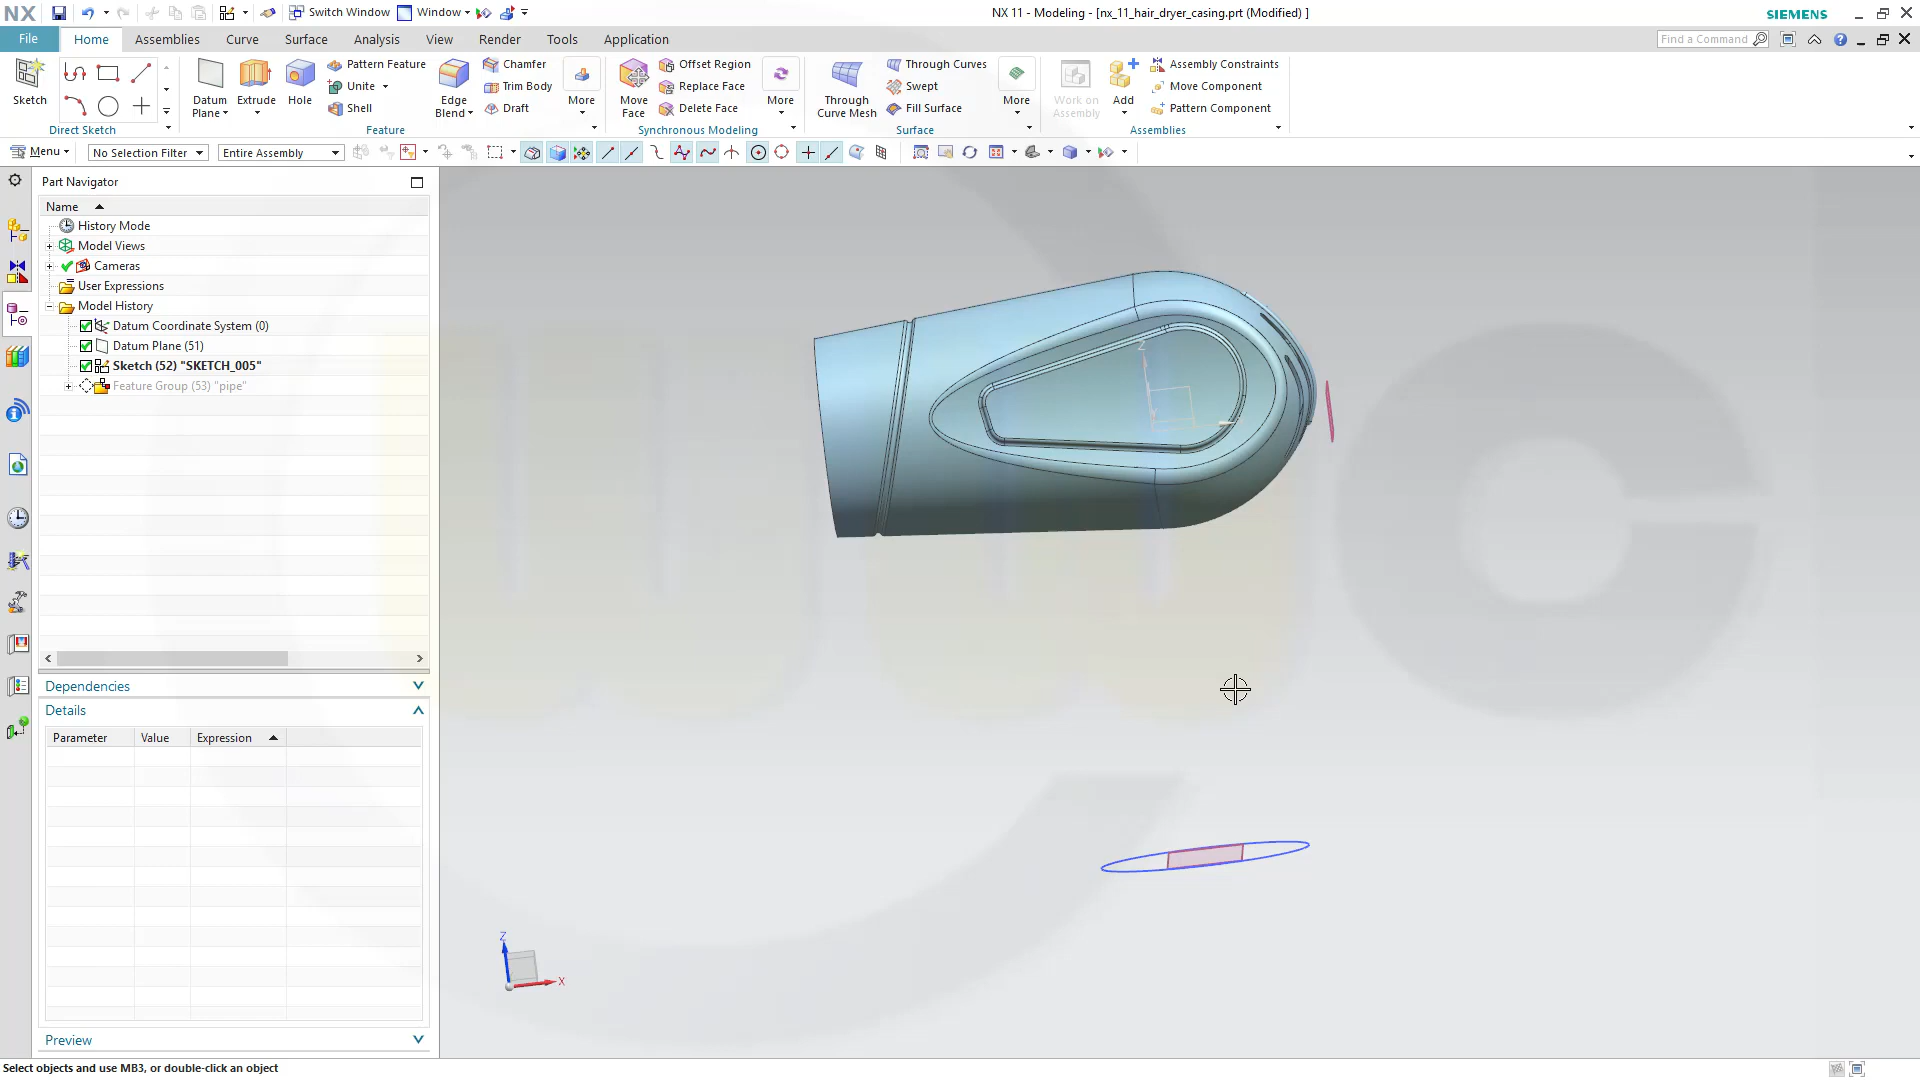 NX
Switch Window
Window
NX 11 - Modeling - [nx_11_hair_dryer_casing.prt (Modified) ]
SIEMENS
File
Home
Assemblies
Curve
Surface
Analysis
View
Render
Tools
Application
Find a Command
Sketch
Direct Sketch
Datum Plane
Extrude
Hole
Pattern Feature
Unite
Shell
Edge Blend
Chamfer
Trim Body
Draft
More
Feature
Move Face
Offset Region
Replace Face
Delete Face
More
Synchronous Modeling
Through Curve Mesh
Through Curves
Swept
Fill Surface
More
Surface
Work on Assembly
Add
Assembly Constraints
Move Component
Pattern Component
Assemblies
Menu
No Selection Filter
Entire Assembly
Part Navigator
Name
History Mode
Model Views
Cameras
User Expressions
Model History
Datum Coordinate System (0)
Datum Plane (51)
Sketch (52) "SKETCH_005"
Feature Group (53) "pipe"
Dependencies
Details
Parameter
Value
Expression
Preview
Z
Z
X
Select objects and use MB3, or double-click an object